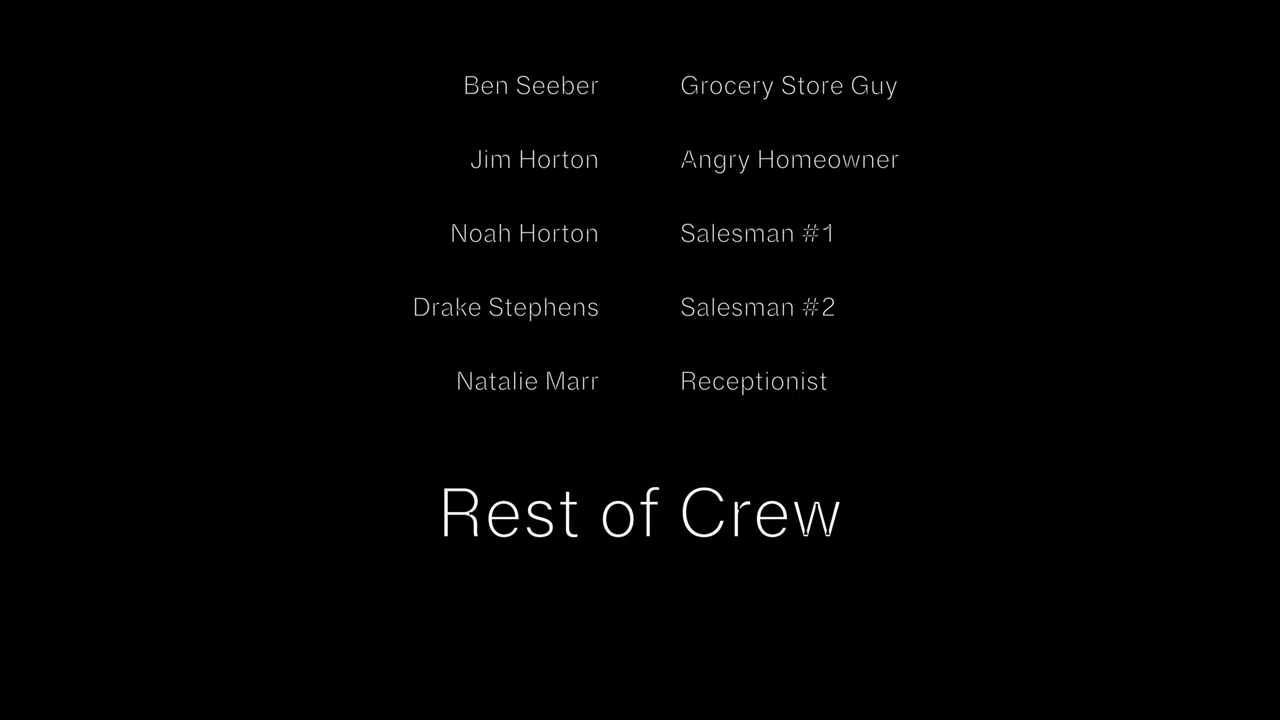 Ben Seeber Grocery Store Guy
Jim Horton Angry Homeowner
Noah Horton Salesman #1
Drake Stephens Salesman #2
Natalie Marr Receptionist
Rest of Crew